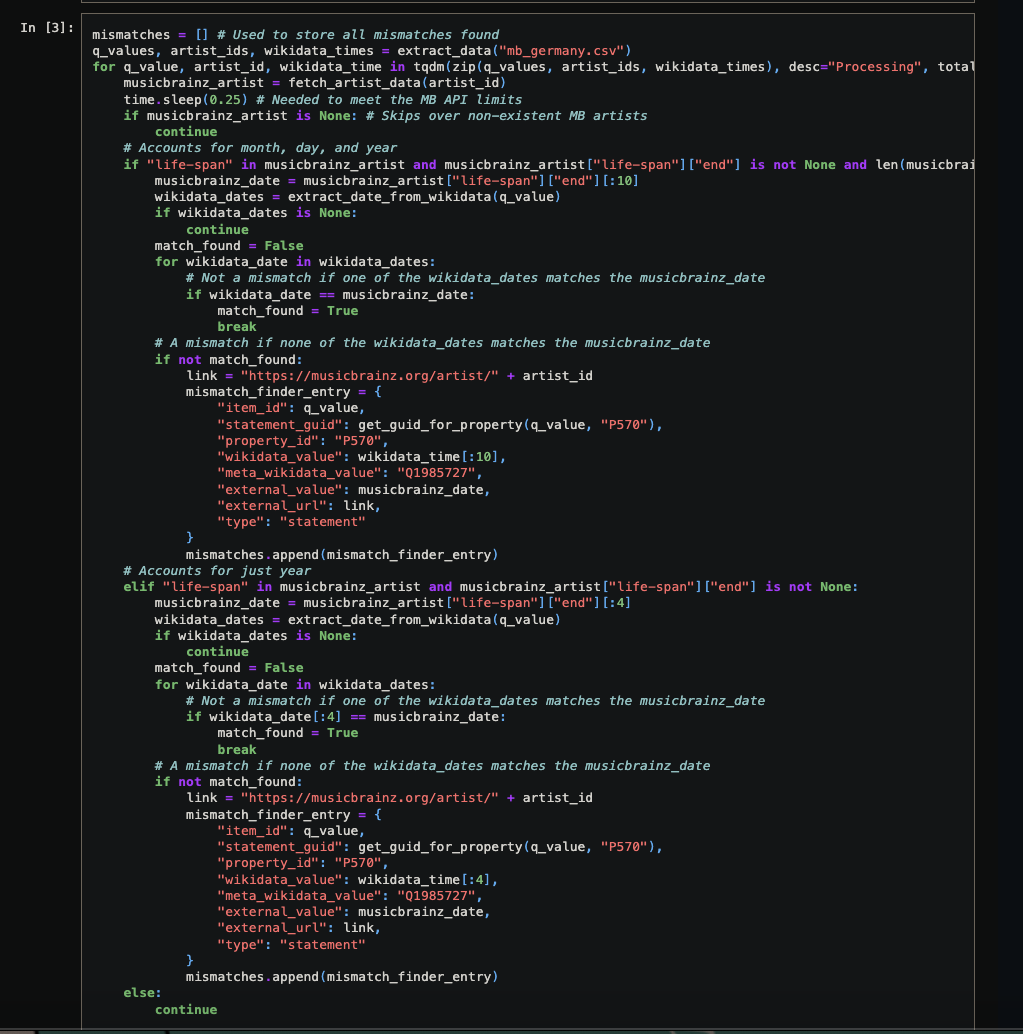 In [3]:
mismatches = [] # Used to store all mismatches found
q_values, artist_ids, wikidata_times = extract_data("mb_germany.csv")
for q_value, artist_id, wikidata_time in tqdm(zip(q_values, artist_ids, wikidata_times), desc="Processing", total
    musicbrainz_artist = fetch_artist_data(artist_id)
    time.sleep(0.25) # Needed to meet the MB API limits
    if musicbrainz_artist is None: # Skips over non-existent MB artists
        continue
    # Accounts for month, day, and year
    if "life-span" in musicbrainz_artist and musicbrainz_artist["life-span"]["end"] is not None and len(musicbrai
        musicbrainz_date = musicbrainz_artist["life-span"]["end"][:10]
        wikidata_dates = extract_date_from_wikidata(q_value)
        if wikidata_dates is None:
            continue
        match_found = False
        for wikidata_date in wikidata_dates:
            # Not a mismatch if one of the wikidata_dates matches the musicbrainz_date
            if wikidata_date == musicbrainz_date:
                match_found = True
                break
        # A mismatch if none of the wikidata_dates matches the musicbrainz_date
        if not match_found:
            link = "https://musicbrainz.org/artist/" + artist_id
            mismatch_finder_entry = {
                "item_id": q_value,
                "statement_guid": get_guid_for_property(q_value, "P570"),
                "property_id": "P570",
                "wikidata_value": wikidata_time[:10],
                "meta_wikidata_value": "Q1985727",
                "external_value": musicbrainz_date,
                "external_url": link,
                "type": "statement"
            }
            mismatches.append(mismatch_finder_entry)
    # Accounts for just year
    elif "life-span" in musicbrainz_artist and musicbrainz_artist["life-span"]["end"] is not None:
        musicbrainz_date = musicbrainz_artist["life-span"]["end"][:4]
        wikidata_dates = extract_date_from_wikidata(q_value)
        if wikidata_dates is None:
            continue
        match_found = False
        for wikidata_date in wikidata_dates:
            # Not a mismatch if one of the wikidata_dates matches the musicbrainz_date
            if wikidata_date[:4] == musicbrainz_date:
                match_found = True
                break
        # A mismatch if none of the wikidata_dates matches the musicbrainz_date
        if not match_found:
            link = "https://musicbrainz.org/artist/" + artist_id
            mismatch_finder_entry = {
                "item_id": q_value,
                "statement_guid": get_guid_for_property(q_value, "P570"),
                "property_id": "P570",
                "wikidata_value": wikidata_time[:4],
                "meta_wikidata_value": "Q1985727",
                "external_value": musicbrainz_date,
                "external_url": link,
                "type": "statement"
            }
            mismatches.append(mismatch_finder_entry)
    else:
        continue